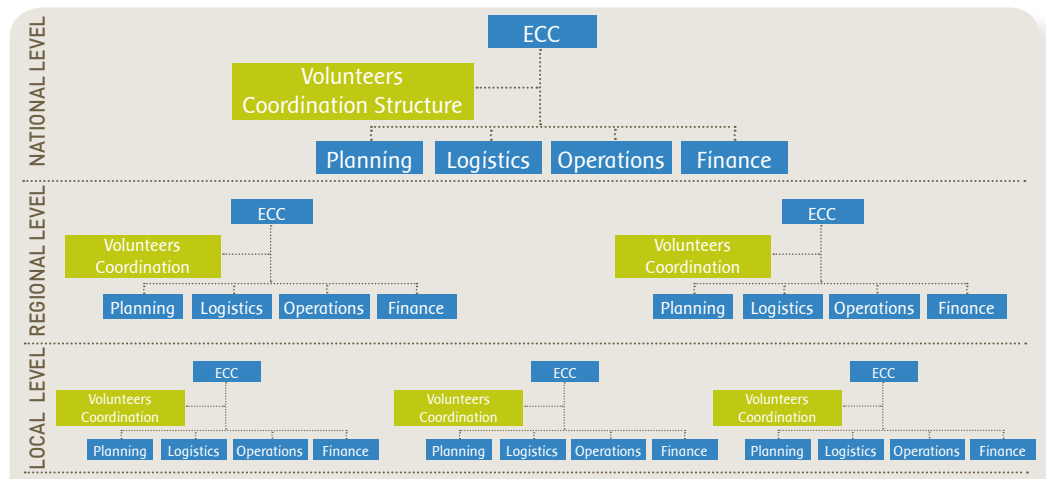 NATIONAL LEVEL
ECC
Volunteers
Coordination Structure
Planning Logistics Operations Finance
REGIONAL LEVEL
ECC ECC
Volunteers Volunteers
Coordination Coordination
Planning Logistics Operations Finance Planning Logistics Operations Finance
LOCAL LEVEL
ECC ECC ECC
Volunteers Volunteers Volunteers
Coordination Coordination Coordination
Planning Logistics Operations Finance Planning Logistics Operations Finance Planning Logistics Operations Finance